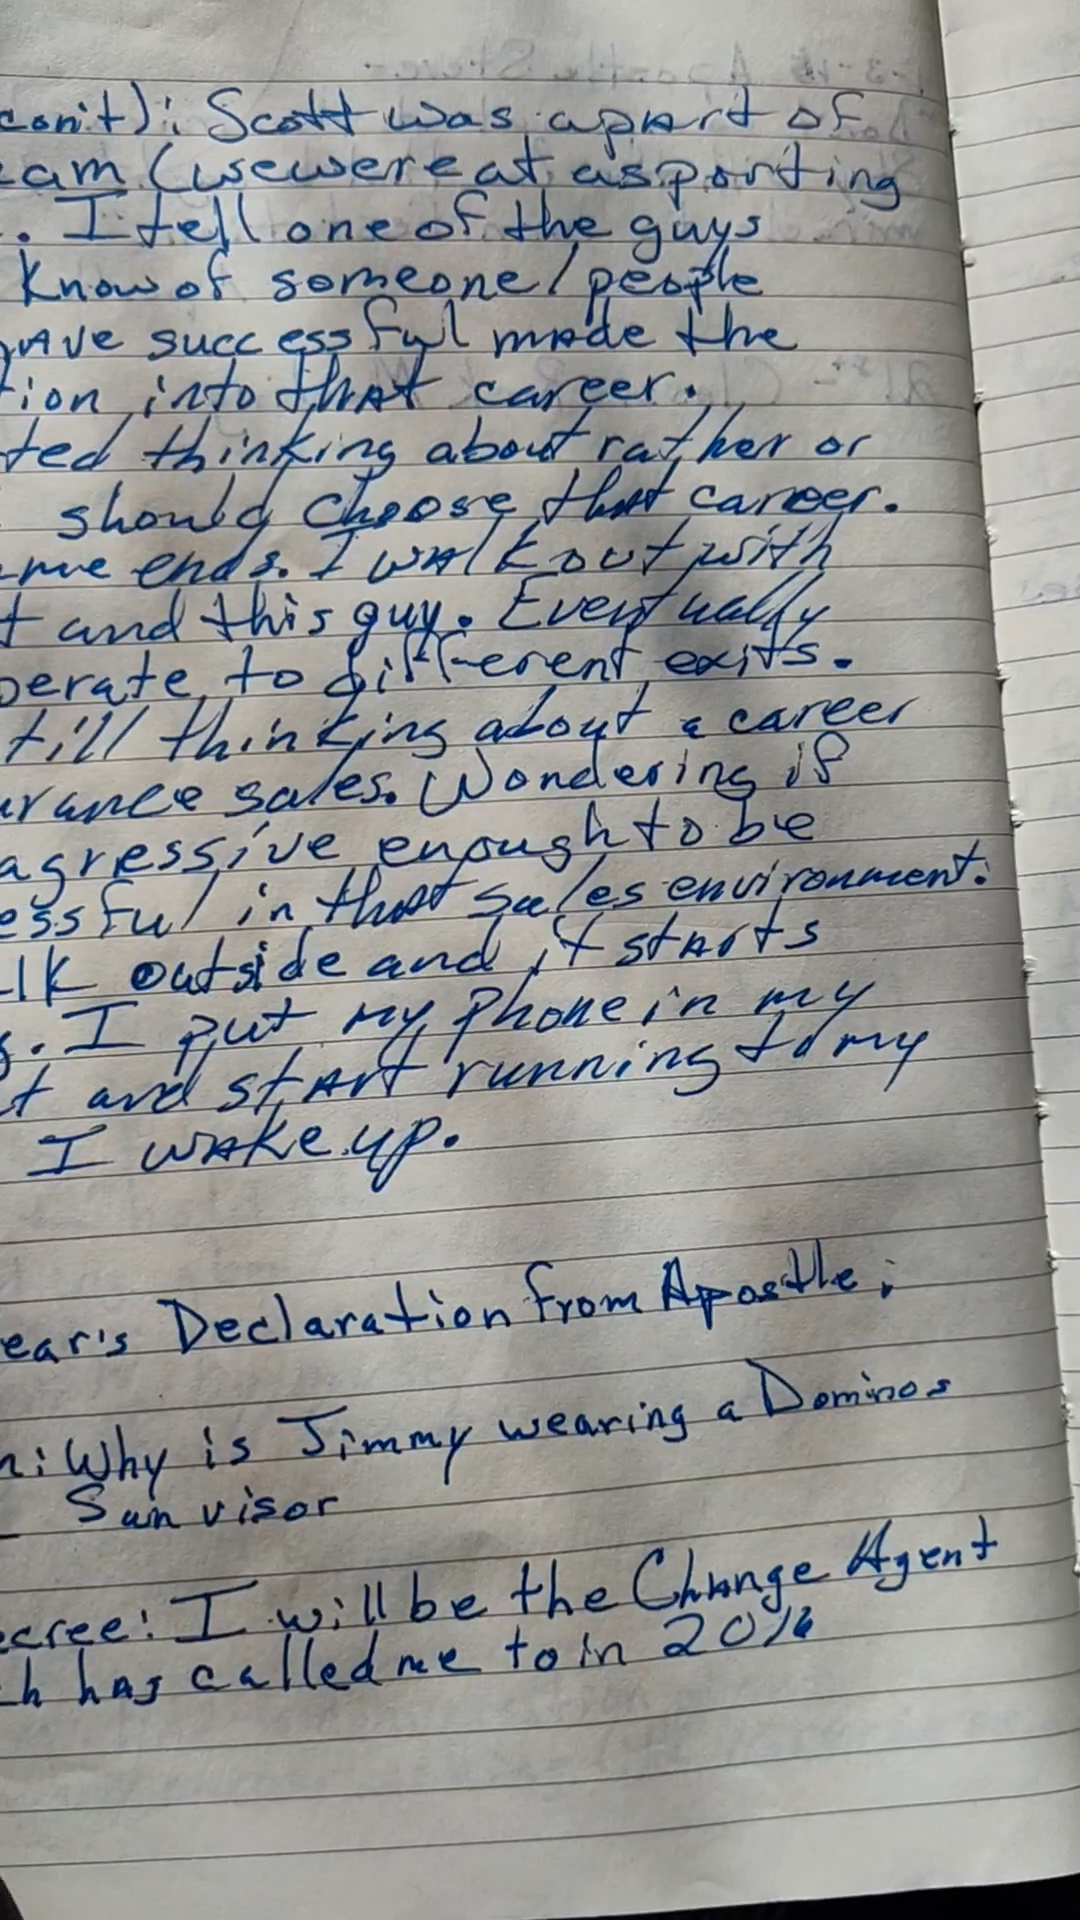 con't): Scott was apart of
eam (wewere at asporting
. I tell one of the guys
Know of someone/people
ave successful made the
tion into that career.
ted thinking about rather or
should choose that career.
me ends. I walk out with
t and this guy. Eventually
perate to different exits.
till thinking about a career
urance sales. Wondering if
agressive enough to be
essful in that sales environment.
lk outside and it starts
g. I put my phone in my
t and start running to my
I wake up.
ear's Declaration from Apostle:
n: Why is Jimmy wearing a Dominos
Sun visor
ecree: I will be the Change Agent
h has called me to in 2016